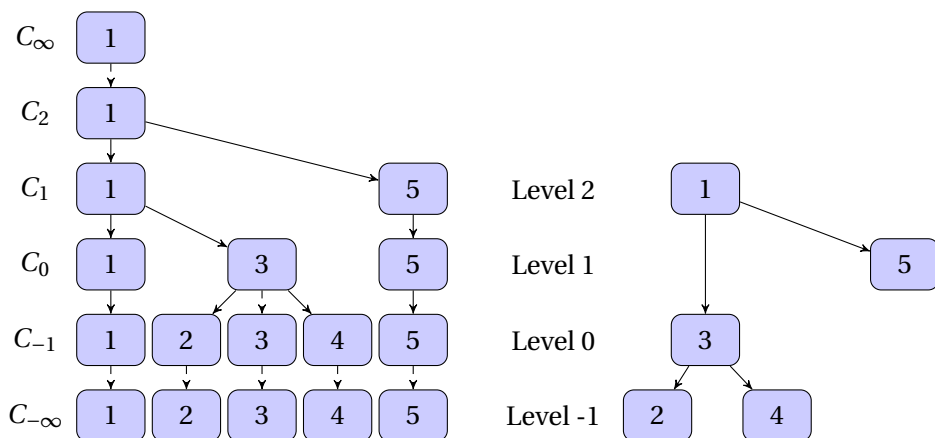 C∞ 1
C2 1
C1 1 5 Level 2 1
C0 1 3 5 Level 1 5
C−1 1 2 3 4 5 Level 0 3
C−∞ 1 2 3 4 5 Level -1 2 4